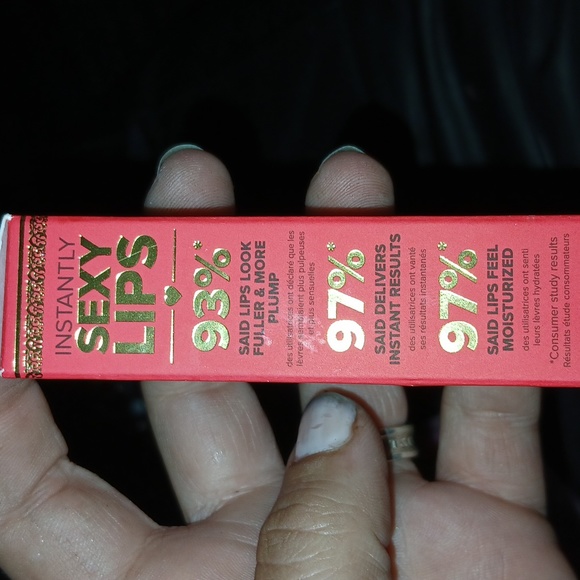 INSTANTLY
SEXY
LIPS
93%*
SAID LIPS LOOK
FULLER & MORE
PLUMP
des utilisatrices ont déclaré que les
lèvres paraissaient plus pulpeuses
et plus sensuelles
97%*
SAID DELIVERS
INSTANT RESULTS
des utilisatrices ont vanté
ses résultats instantanés
97%*
SAID LIPS FEEL
MOISTURIZED
des utilisatrices ont senti
leurs lèvres hydratées
*Consumer study results
Résultats étude consommateurs